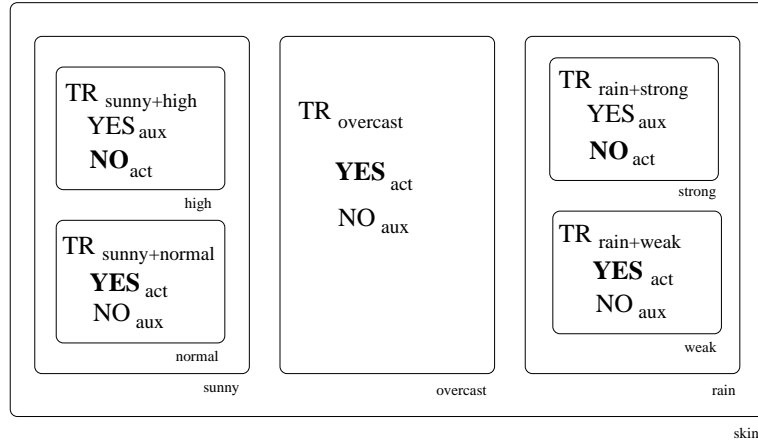 TR sunny+high
YES aux
NO act
high
TR sunny+normal
YES act
NO aux
normal
sunny
TR overcast
YES act
NO aux
overcast
TR rain+strong
YES aux
NO act
strong
TR rain+weak
YES act
NO aux
weak
rain
skin